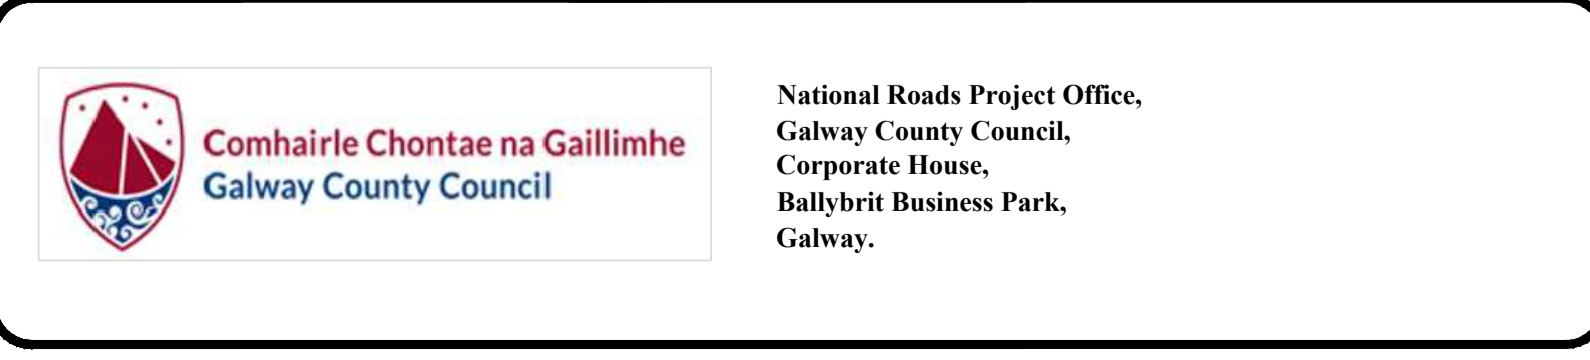 Comhairle Chontae na Gaillimhe
Galway County Council
National Roads Project Office,
Galway County Council,
Corporate House,
Ballybrit Business Park,
Galway.